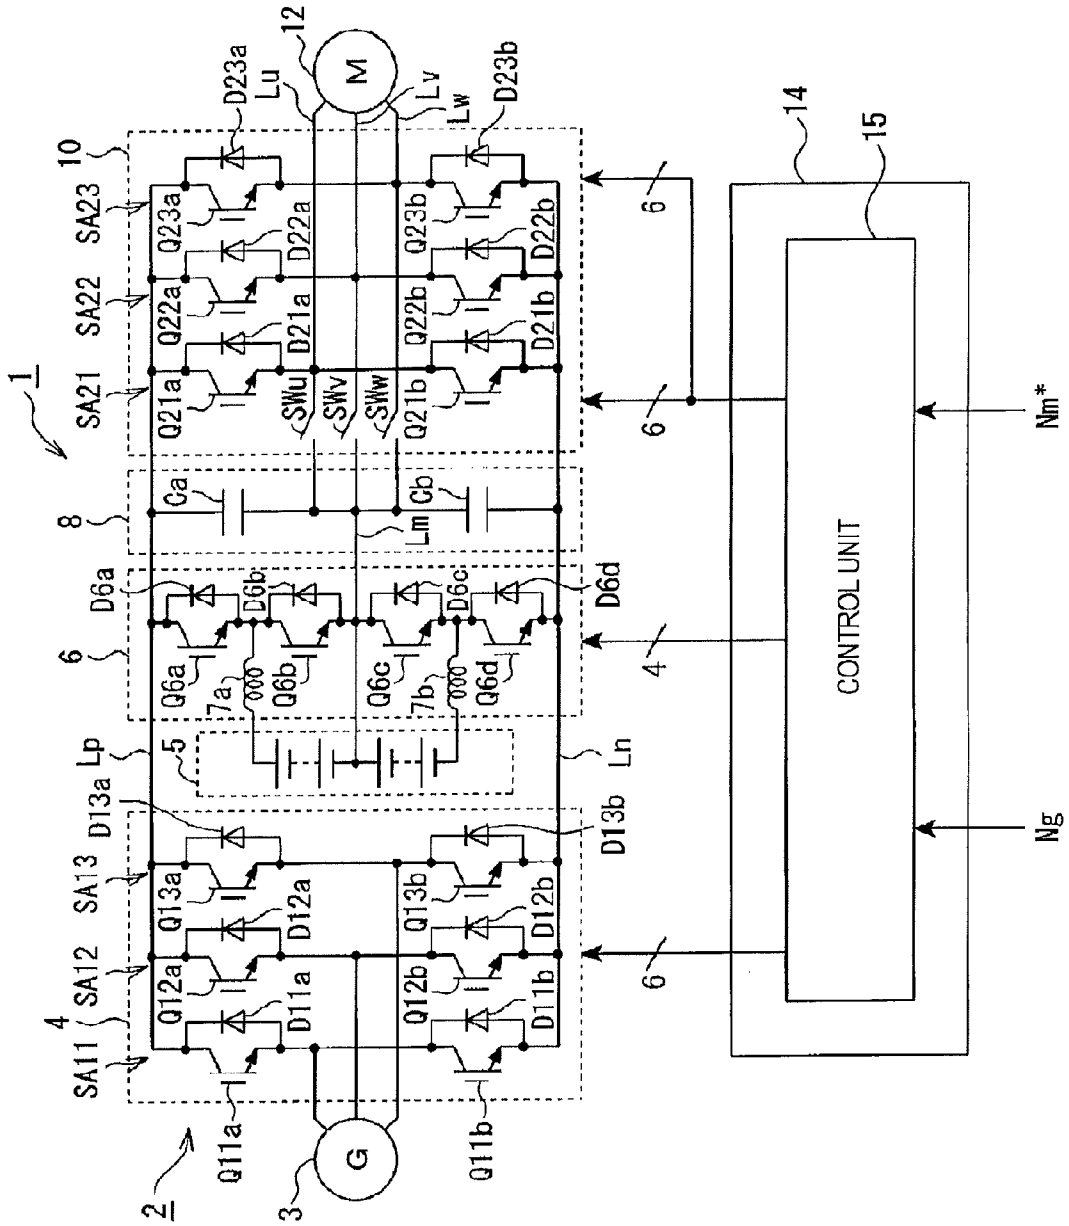 1
2
SA11
4
SA12
SA13
Lp
6
8
SA21
SA22
SA23
10
12
D13a
D6a
Ca
D23a
Lu
Q11a
Q12a
Q13a
Q6a
Q21a
Q22a
Q23a
D11a
D12a
5
7a
D6b
D21a
D22a
Q6b
SWu
SWv
SWw
Lv
Lw
3
G
M
Lm
Q11b
Q12b
Q13b
Q6c
7b
D6c
Q6d
Cb
Q21b
Q22b
Q23b
D23b
D11b
D12b
D13b
Ln
D6d
D21b
D22b
6
4
6
6
14
15
CONTROL UNIT
Ng
Nm*